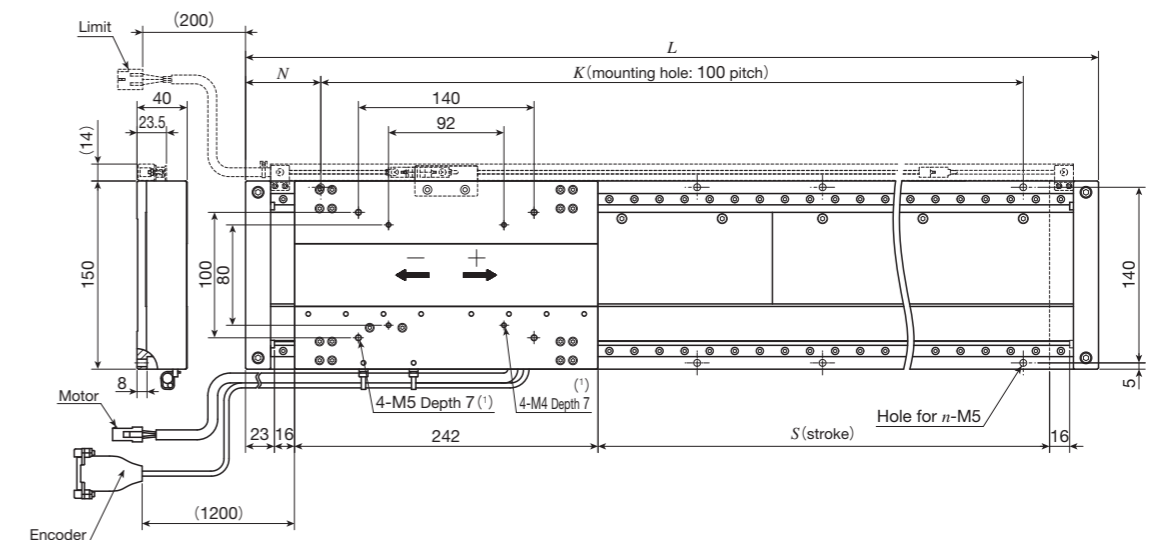 (200)
Limit
L
N
K(mounting hole: 100 pitch)
40
140
23.5
92
(14)
150
100
80
− +
140
8
5
(1)
Motor
4-M5 Depth 7(1)
4-M4 Depth 7
Hole for n-M5
23
16
242
S(stroke)
16
(1200)
Encoder